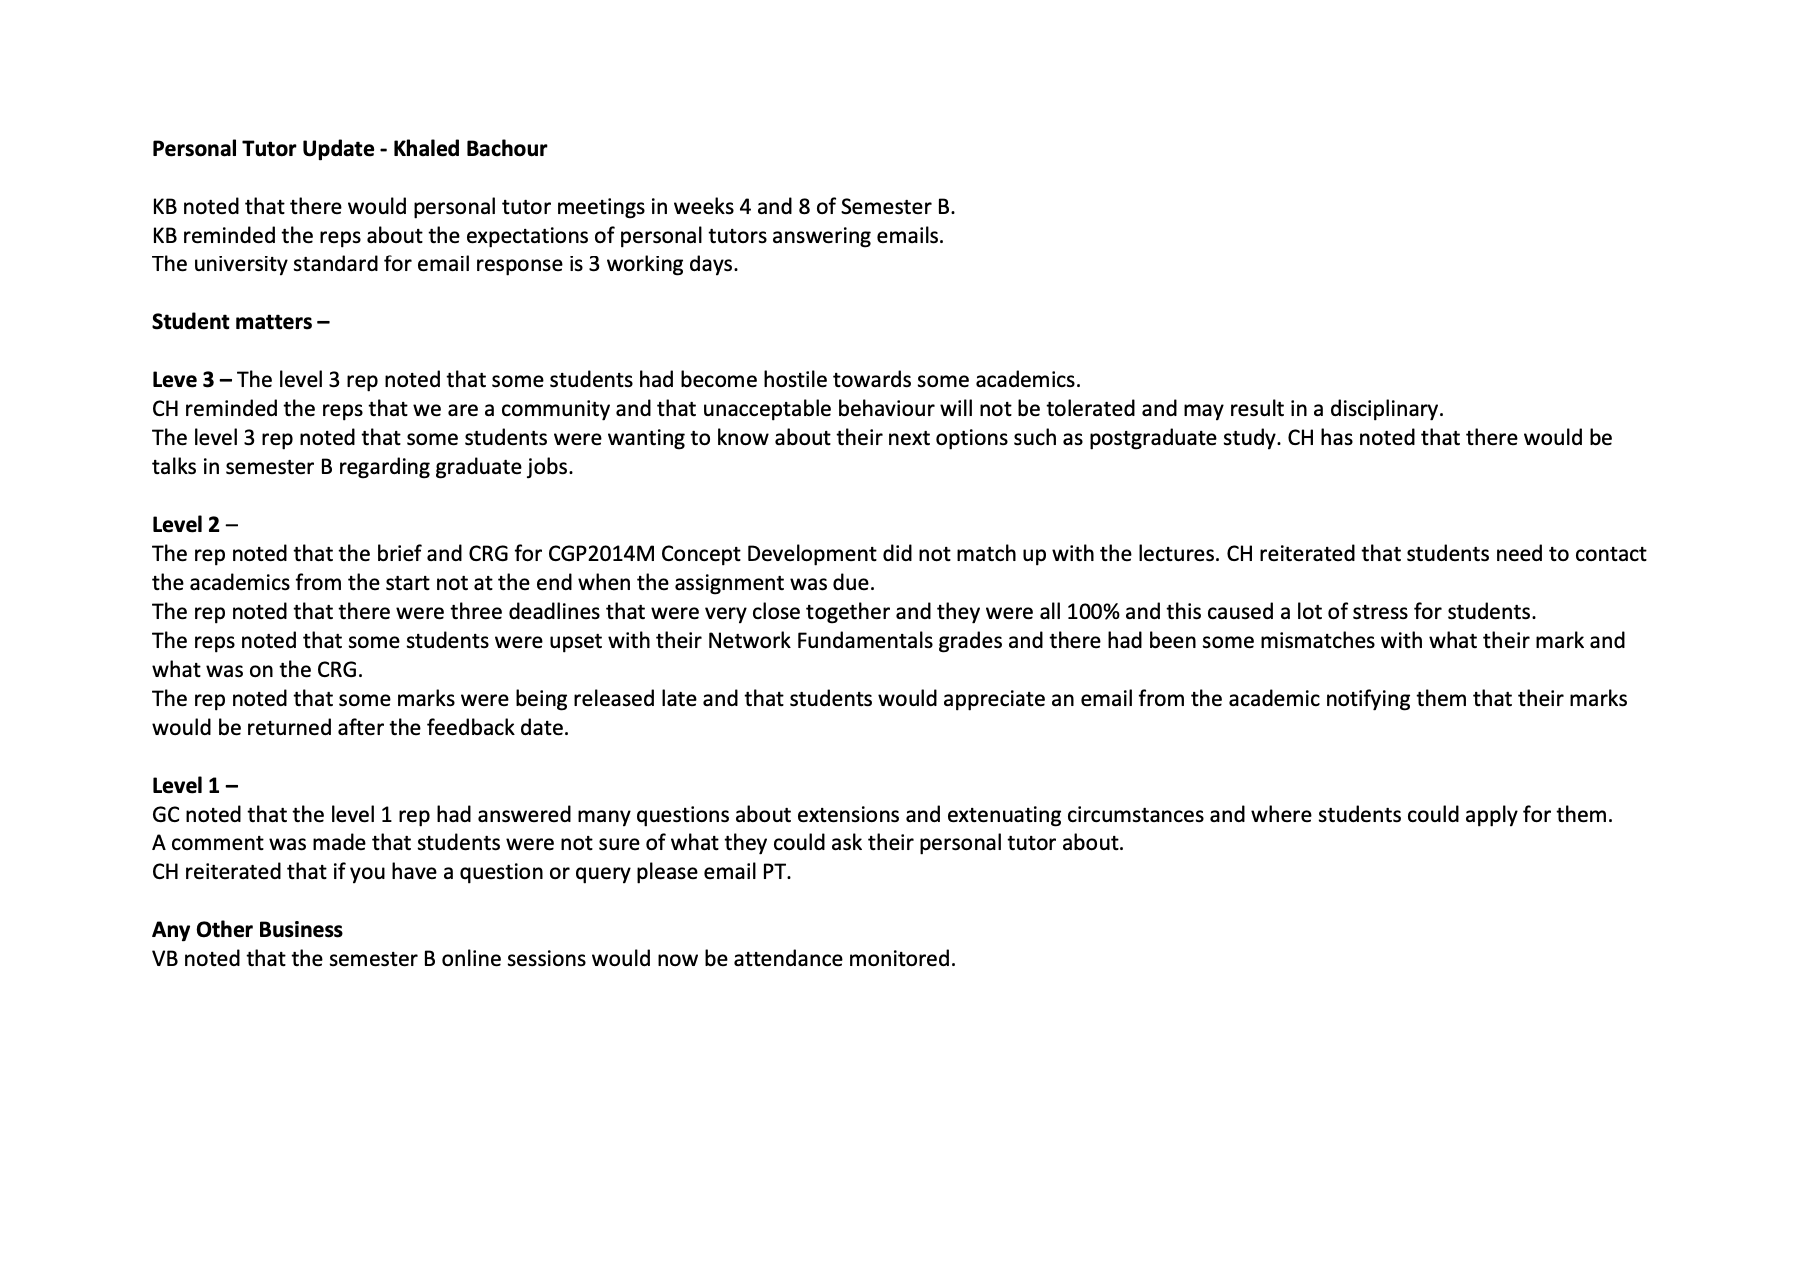 Personal Tutor Update - Khaled Bachour
KB noted that there would personal tutor meetings in weeks 4 and 8 of Semester B.
KB reminded the reps about the expectations of personal tutors answering emails.
The university standard for email response is 3 working days.
Student matters –
Leve 3 – The level 3 rep noted that some students had become hostile towards some academics.
CH reminded the reps that we are a community and that unacceptable behaviour will not be tolerated and may result in a disciplinary.
The level 3 rep noted that some students were wanting to know about their next options such as postgraduate study. CH has noted that there would be
talks in semester B regarding graduate jobs.
Level 2 –
The rep noted that the brief and CRG for CGP2014M Concept Development did not match up with the lectures. CH reiterated that students need to contact
the academics from the start not at the end when the assignment was due.
The rep noted that there were three deadlines that were very close together and they were all 100% and this caused a lot of stress for students.
The reps noted that some students were upset with their Network Fundamentals grades and there had been some mismatches with what their mark and
what was on the CRG.
The rep noted that some marks were being released late and that students would appreciate an email from the academic notifying them that their marks
would be returned after the feedback date.
Level 1 –
GC noted that the level 1 rep had answered many questions about extensions and extenuating circumstances and where students could apply for them.
A comment was made that students were not sure of what they could ask their personal tutor about.
CH reiterated that if you have a question or query please email PT.
Any Other Business
VB noted that the semester B online sessions would now be attendance monitored.